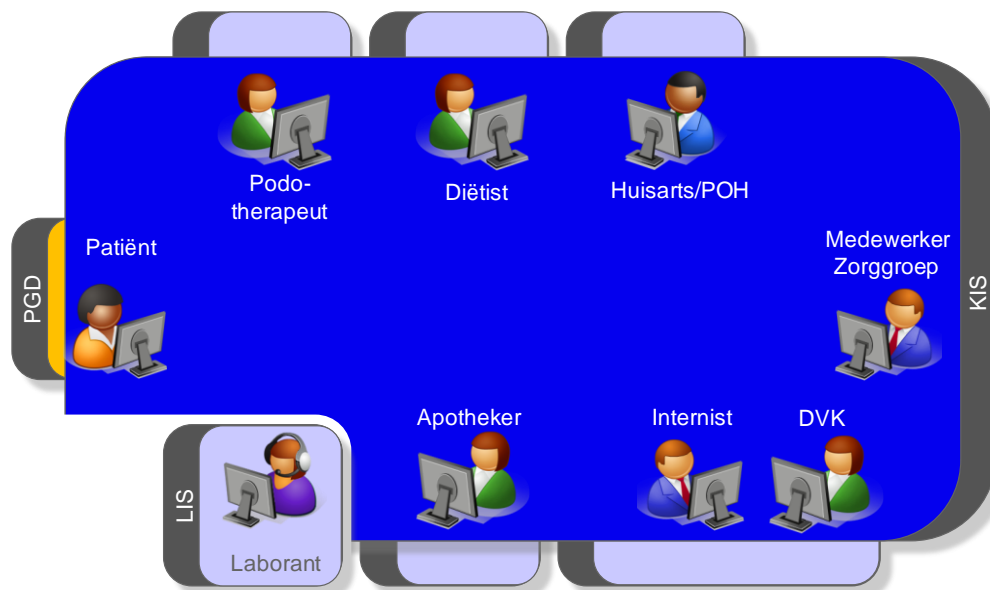 Podo-
therapeut
Diëtist
Huisarts/POH
Patiënt
Medewerker
Zorggroep
PGD
KIS
Apotheker
Internist
DVK
LIS
Laborant